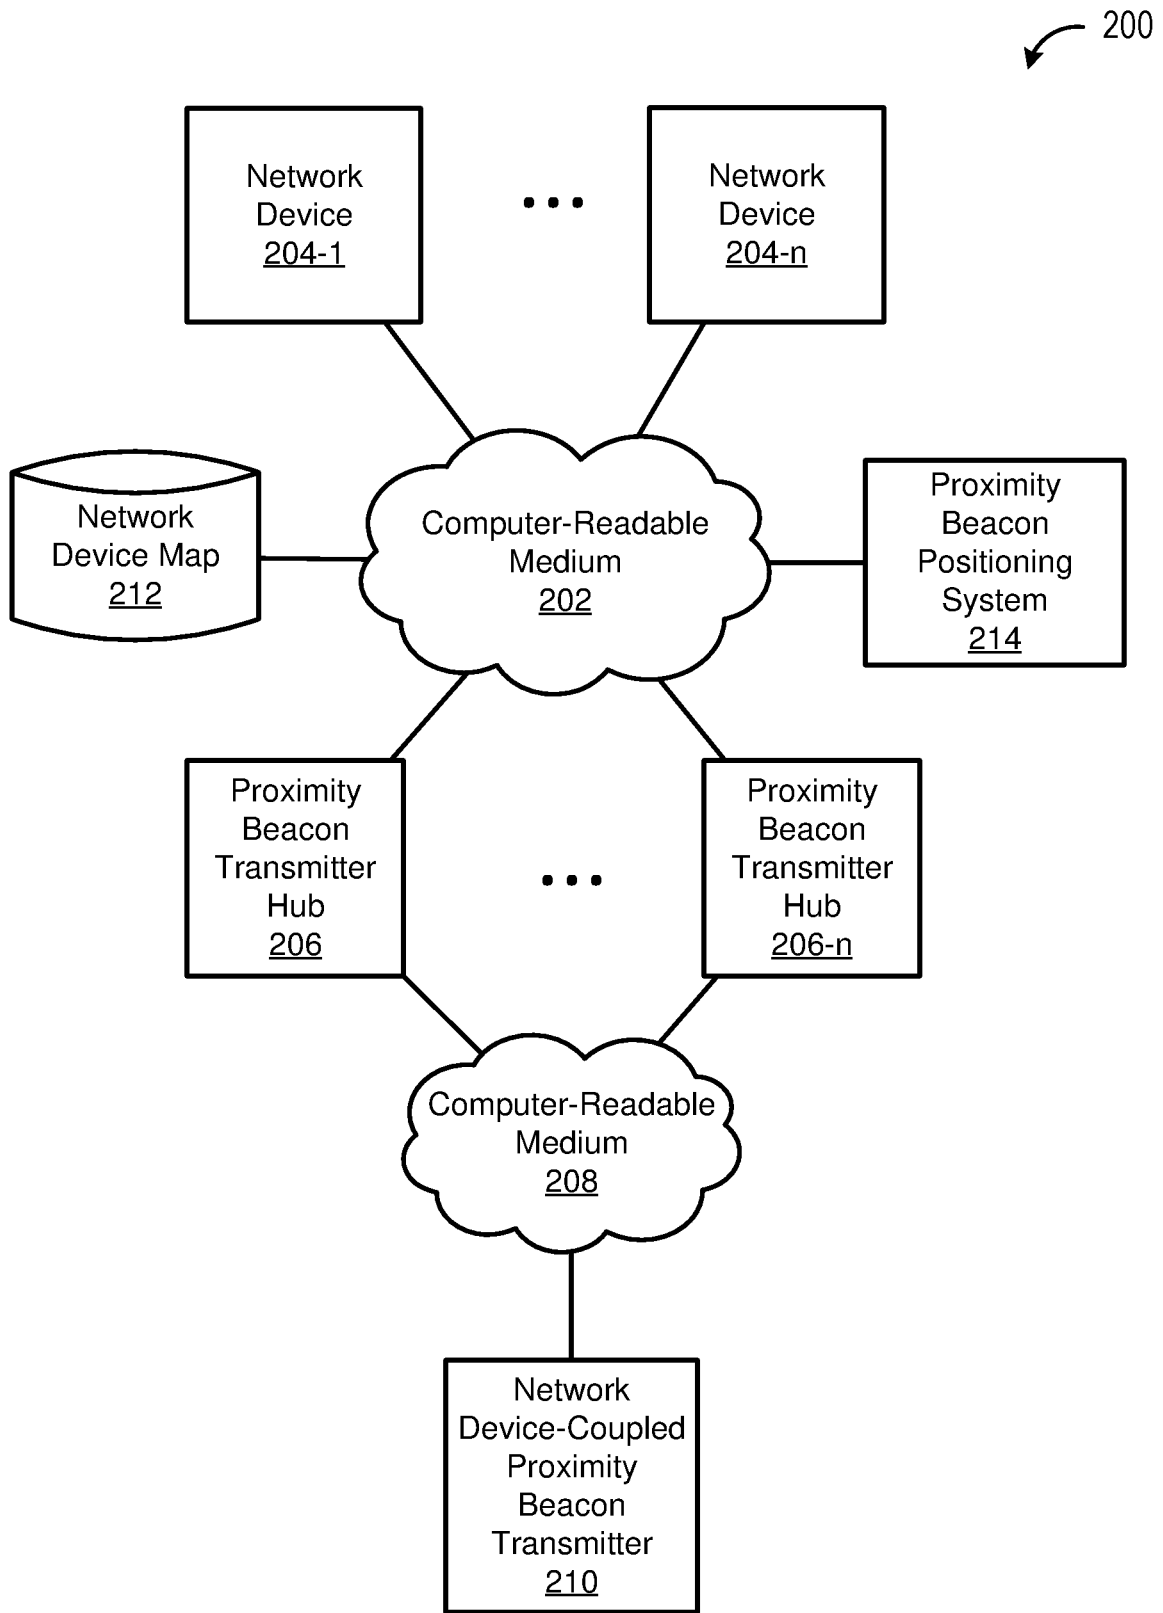 200
Network
Device
204-1
...
Network
Device
204-n
Network
Device Map
212
Computer-Readable
Medium
202
Proximity
Beacon
Positioning
System
214
Proximity
Beacon
Transmitter
Hub
206
...
Proximity
Beacon
Transmitter
Hub
206-n
Computer-Readable
Medium
208
Network
Device-Coupled
Proximity
Beacon
Transmitter
210